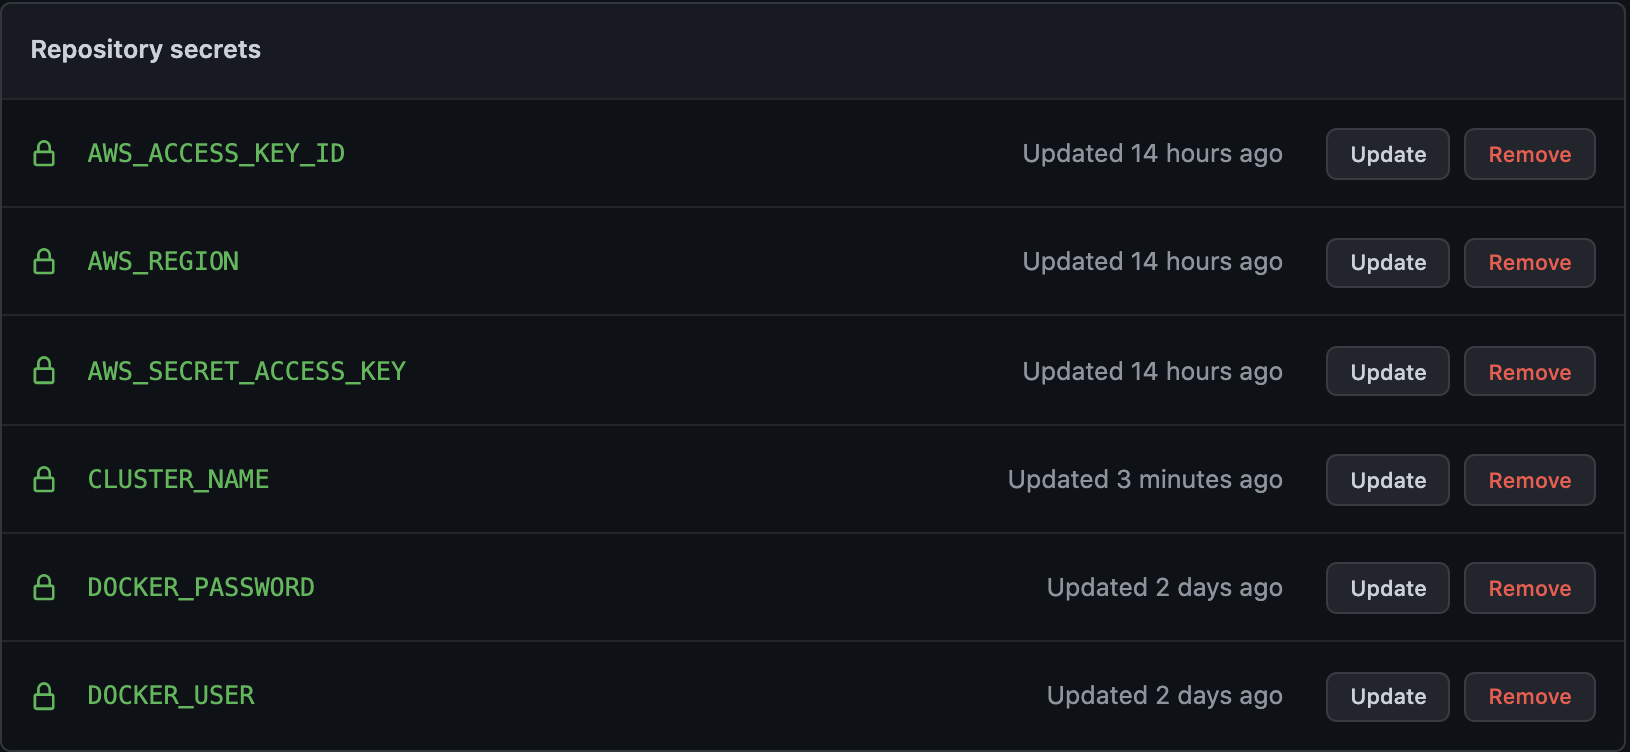 Repository secrets
AWS_ACCESS_KEY_ID Updated 14 hours ago Update Remove
AWS_REGION Updated 14 hours ago Update Remove
AWS_SECRET_ACCESS_KEY Updated 14 hours ago Update Remove
CLUSTER_NAME Updated 3 minutes ago Update Remove
DOCKER_PASSWORD Updated 2 days ago Update Remove
DOCKER_USER Updated 2 days ago Update Remove